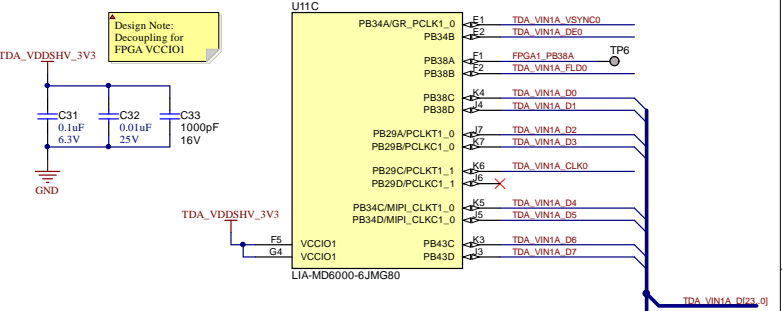 U11C
Design Note:
Decoupling for
FPGA VCCIO1
TDA_VDDSHV_3V3
C31
0.1uF
6.3V
C32
0.01uF
25V
C33
1000pF
16V
GND
TDA_VDDSHV_3V3
F5 VCCIO1
G4 VCCIO1
PB34A/GR_PCLK1_0 E1 TDA_VIN1A_VSYNC0
PB34B E2 TDA_VIN1A_DE0
PB38A F1 FPGA1_PB38A TP6
PB38B F2 TDA_VIN1A_FLD0
PB38C K4 TDA_VIN1A_D0
PB38D J4 TDA_VIN1A_D1
PB29A/PCLKT1_0 J7 TDA_VIN1A_D2
PB29B/PCLKC1_0 K7 TDA_VIN1A_D3
PB29C/PCLKT1_1 K6 TDA_VIN1A_CLK0
PB29D/PCLKC1_1 J6
PB34C/MIPI_CLKT1_0 K5 TDA_VIN1A_D4
PB34D/MIPI_CLKC1_0 J5 TDA_VIN1A_D5
PB43C K3 TDA_VIN1A_D6
PB43D J3 TDA_VIN1A_D7
LIA-MD6000-6JMG80
TDA_VIN1A_D[23..0]